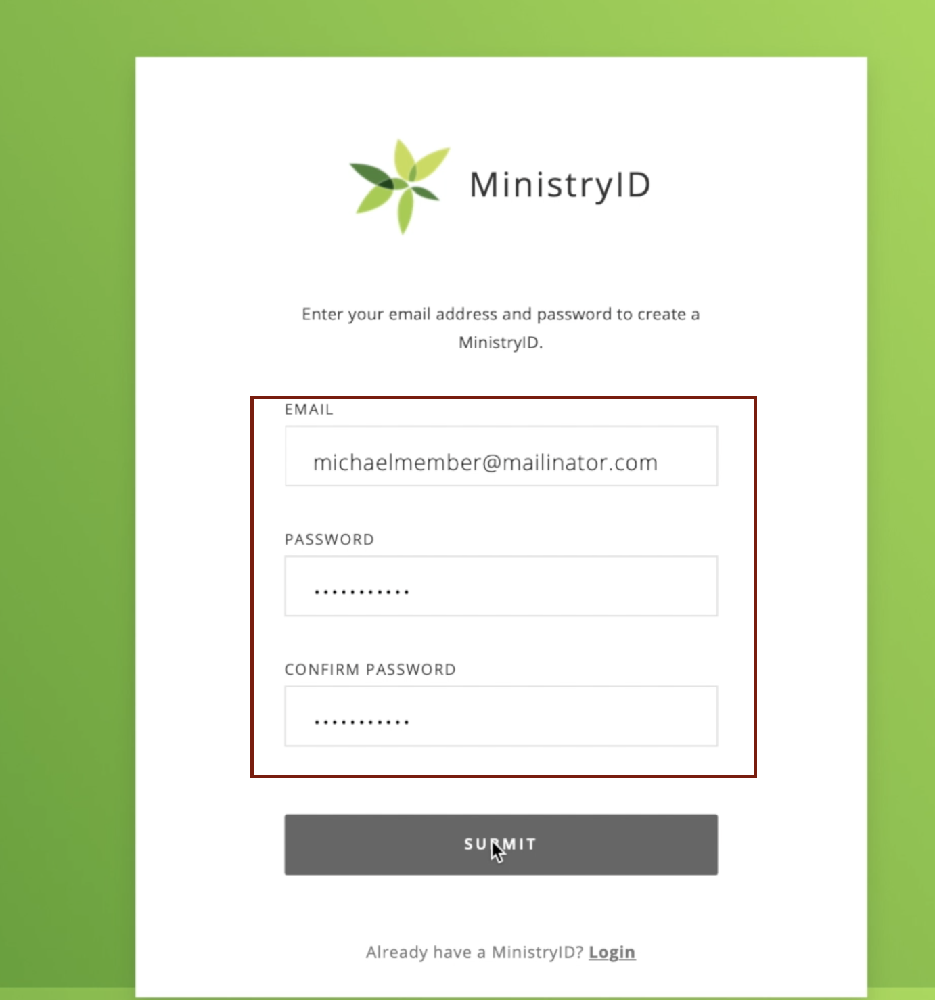 MinistryID
Enter your email address and password to create a
MinistryID.
EMAIL
michaelmember@mailinator.com
PASSWORD
•••••••••••
CONFIRM PASSWORD
•••••••••••
SUBMIT
Already have a MinistryID? Login